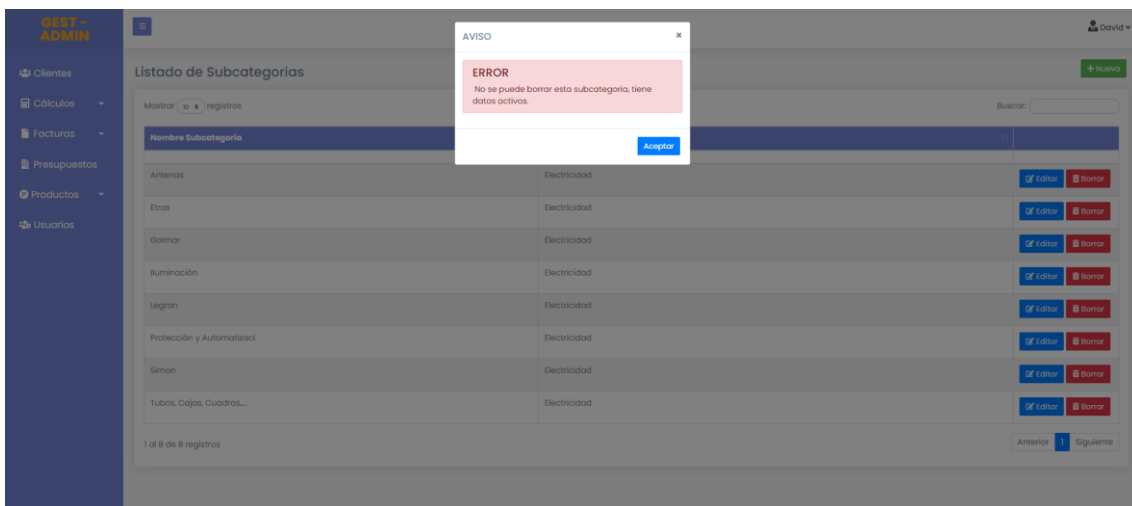 GEST -
ADMIN
David
AVISO
×
ERROR
No se puede borrar esta subcategoria, tiene
datos activos.
Aceptar
Clientes
Cálculos
Facturas
Presupuestos
Productos
Usuarios
Listado de Subcategorias
+ Nueva
Mostrar 10 registros
Buscar:
Nombre Subcategoria
Antenas Electricidad Editar Borrar
Etras Electricidad Editar Borrar
Golmar Electricidad Editar Borrar
Iluminación Electricidad Editar Borrar
Legran Electricidad Editar Borrar
Protección y Automatizaci Electricidad Editar Borrar
Simon Electricidad Editar Borrar
Tubos, Cajas, Cuadros,... Electricidad Editar Borrar
1 al 8 de 8 registros
Anterior 1 Siguiente